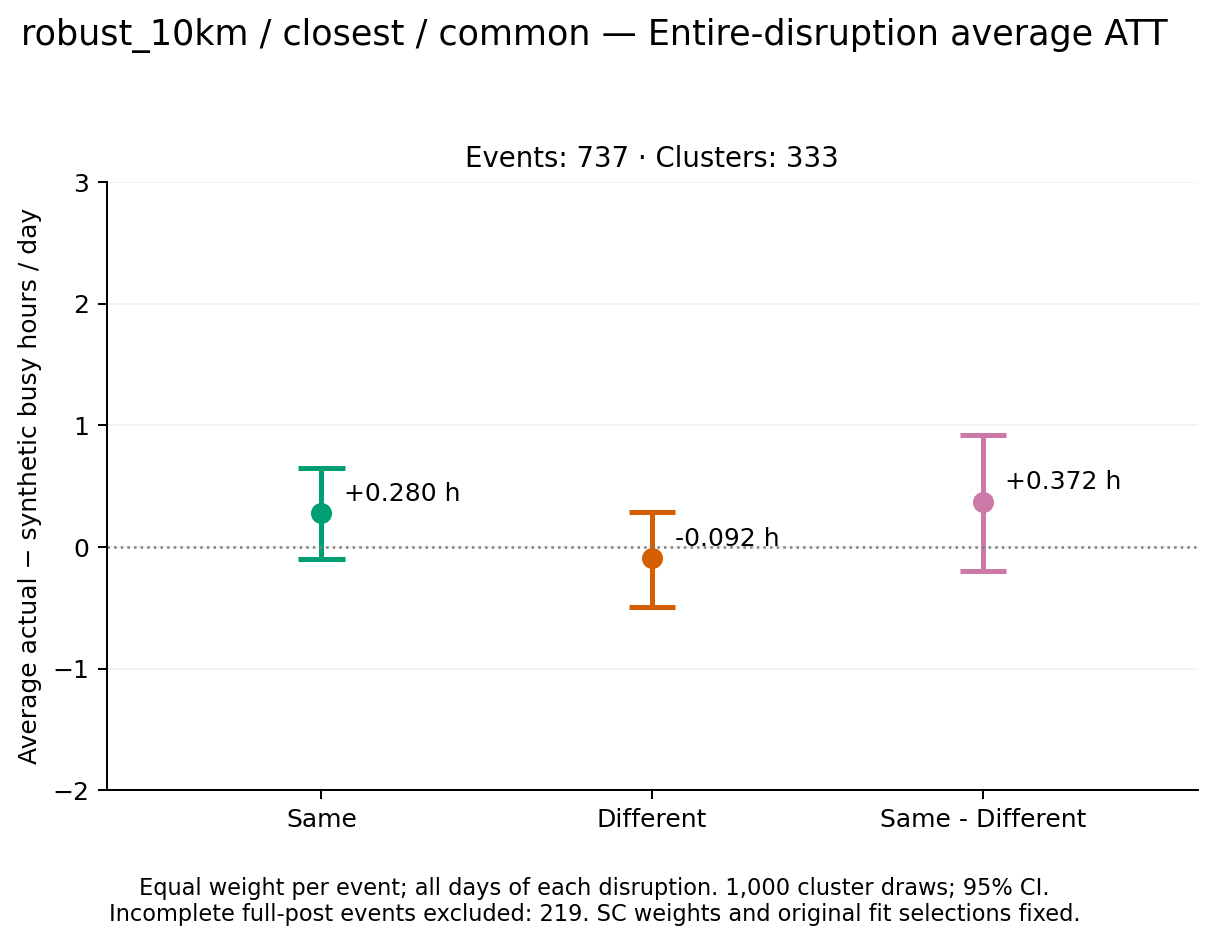 robust_10km / closest / common — Entire-disruption average ATT
Events: 737 · Clusters: 333
Average actual − synthetic busy hours / day
3
2
1
0
−1
−2
+0.280 h
-0.092 h
+0.372 h
Same
Different
Same - Different
Equal weight per event; all days of each disruption. 1,000 cluster draws; 95% CI.
Incomplete full-post events excluded: 219. SC weights and original fit selections fixed.